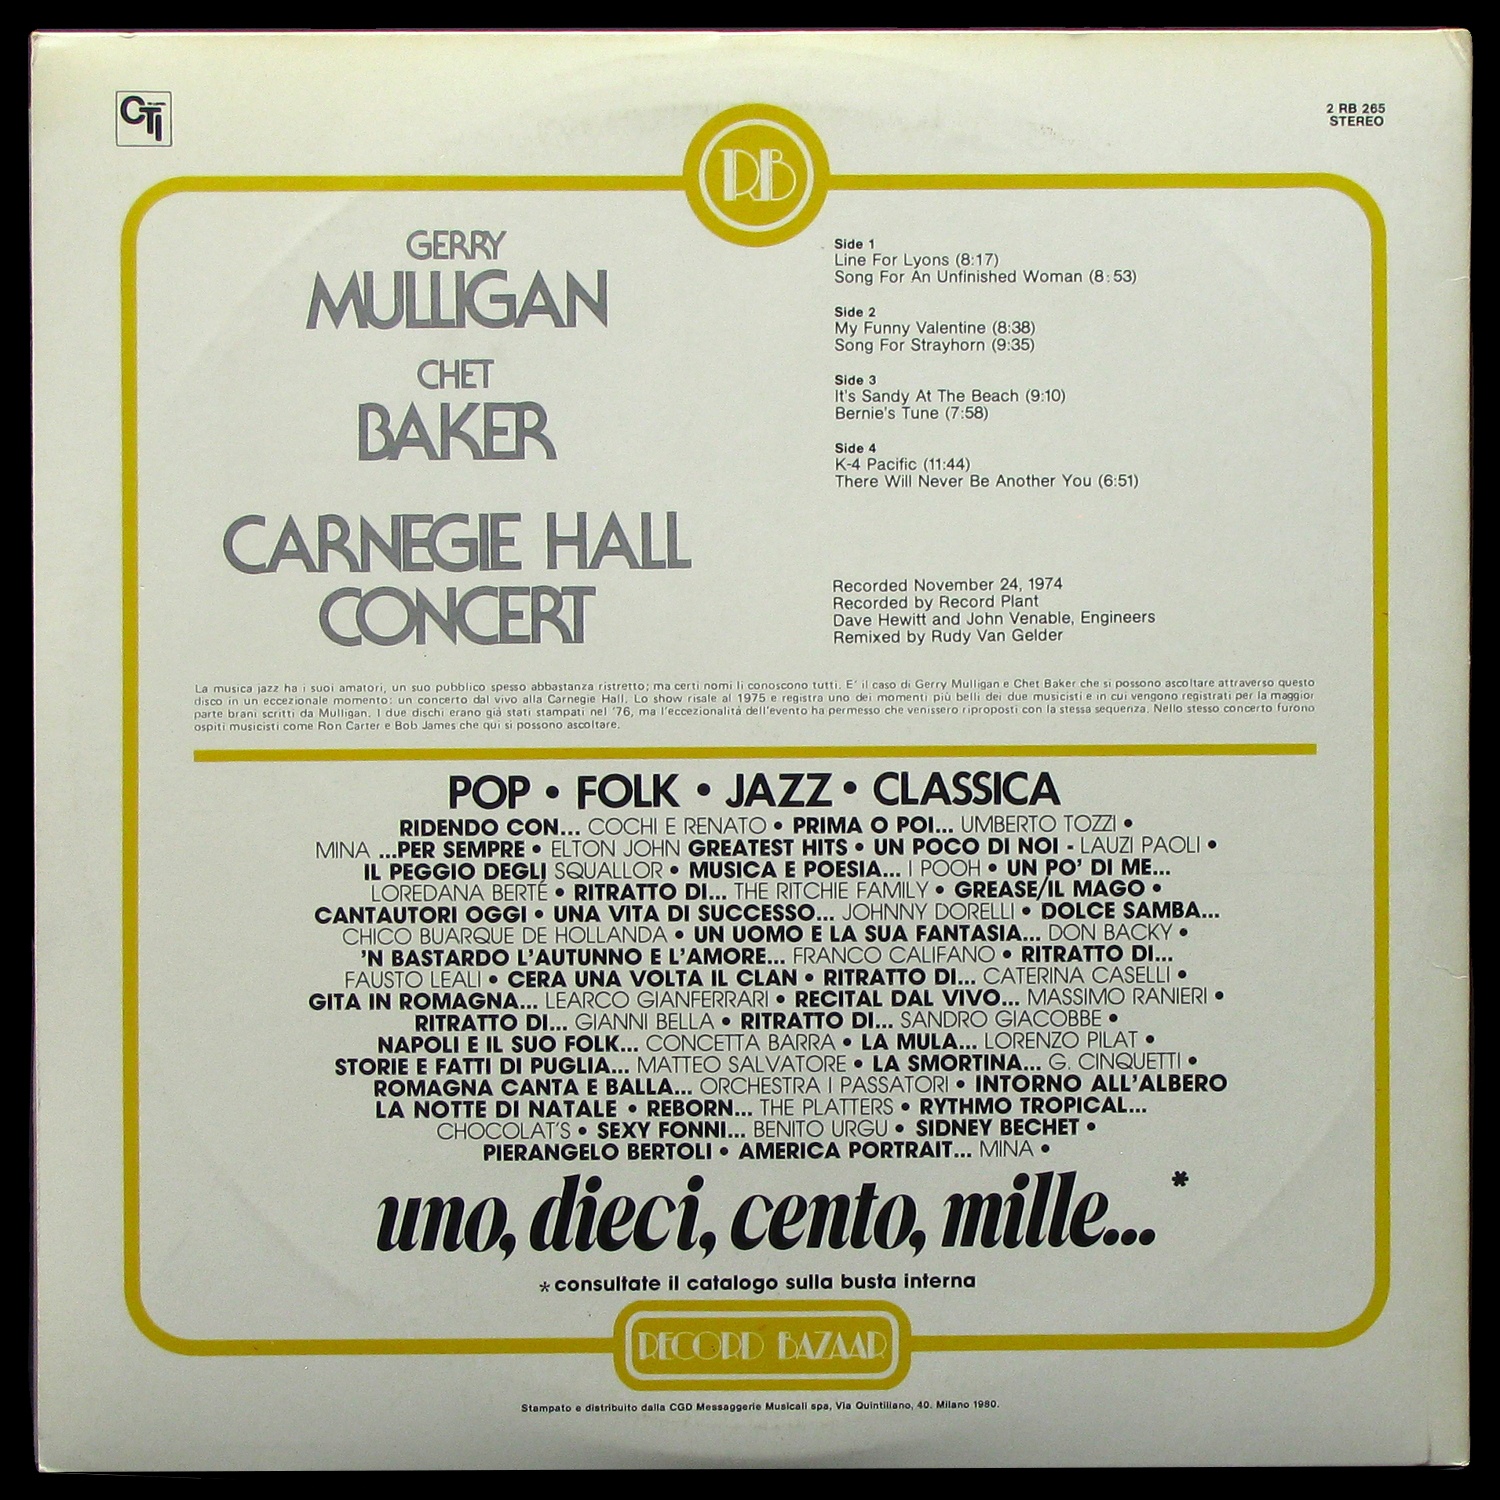 CTI
2 RB 265
STEREO
RB
GERRY
MULLIGAN
CHET
BAKER
CARNEGIE HALL
CONCERT
Side 1
Line For Lyons (8:17)
Song For An Unfinished Woman (8:53)
Side 2
My Funny Valentine (8:38)
Song For Strayhorn (9:35)
Side 3
It's Sandy At The Beach (9:10)
Bernie's Tune (7:58)
Side 4
K-4 Pacific (11:44)
There Will Never Be Another You (6:51)
Recorded November 24, 1974
Recorded by Record Plant
Dave Hewitt and John Venable, Engineers
Remixed by Rudy Van Gelder
La musica jazz ha i suoi amatori, un suo pubblico spesso abbastanza ristretto; ma certi nomi li conoscono tutti. E' il caso di Gerry Mulligan e Chet Baker che si possono ascoltare attraverso questo
disco in un eccezionale momento: un concerto dal vivo alla Carnegie Hall. Lo show risale al 1975 e registra uno dei momenti più belli dei due musicisti e in cui vengono registrati per la maggior
parte brani scritti da Mulligan. I due dischi erano già stati stampati nel '76, ma l'eccezionalità dell'evento ha permesso che venissero riproposti con la stessa sequenza. Nello stesso concerto furono
ospiti musicisti come Ron Carter e Bob James che qui si possono ascoltare.
POP • FOLK • JAZZ • CLASSICA
RIDENDO CON... COCHI E RENATO • PRIMA O POI... UMBERTO TOZZI •
MINA ...PER SEMPRE • ELTON JOHN GREATEST HITS • UN POCO DI NOI - LAUZI PAOLI •
IL PEGGIO DEGLI SQUALLOR • MUSICA E POESIA... I POOH • UN PO' DI ME...
LOREDANA BERTÉ • RITRATTO DI... THE RITCHIE FAMILY • GREASE/IL MAGO •
CANTAUTORI OGGI • UNA VITA DI SUCCESSO... JOHNNY DORELLI • DOLCE SAMBA...
CHICO BUARQUE DE HOLLANDA • UN UOMO E LA SUA FANTASIA... DON BACKY •
'N BASTARDO L'AUTUNNO E L'AMORE... FRANCO CALIFANO • RITRATTO DI...
FAUSTO LEALI • CERA UNA VOLTA IL CLAN • RITRATTO DI... CATERINA CASELLI •
GITA IN ROMAGNA... LEARCO GIANFERRARI • RECITAL DAL VIVO... MASSIMO RANIERI •
RITRATTO DI... GIANNI BELLA • RITRATTO DI... SANDRO GIACOBBE •
NAPOLI E IL SUO FOLK... CONCETTA BARRA • LA MULA... LORENZO PILAT •
STORIE E FATTI DI PUGLIA... MATTEO SALVATORE • LA SMORTINA... G. CINQUETTI •
ROMAGNA CANTA E BALLA... ORCHESTRA I PASSATORI • INTORNO ALL'ALBERO
LA NOTTE DI NATALE • REBORN... THE PLATTERS • RYTHMO TROPICAL...
CHOCOLAT'S • SEXY FONNI... BENITO URGU • SIDNEY BECHET •
PIERANGELO BERTOLI • AMERICA PORTRAIT... MINA •
uno, dieci, cento, mille...*
*consultate il catalogo sulla busta interna
RECORD BAZAAR
Stampato e distribuito dalla CGD Messaggerie Musicali spa, Via Quintiliano, 40. Milano 1980.